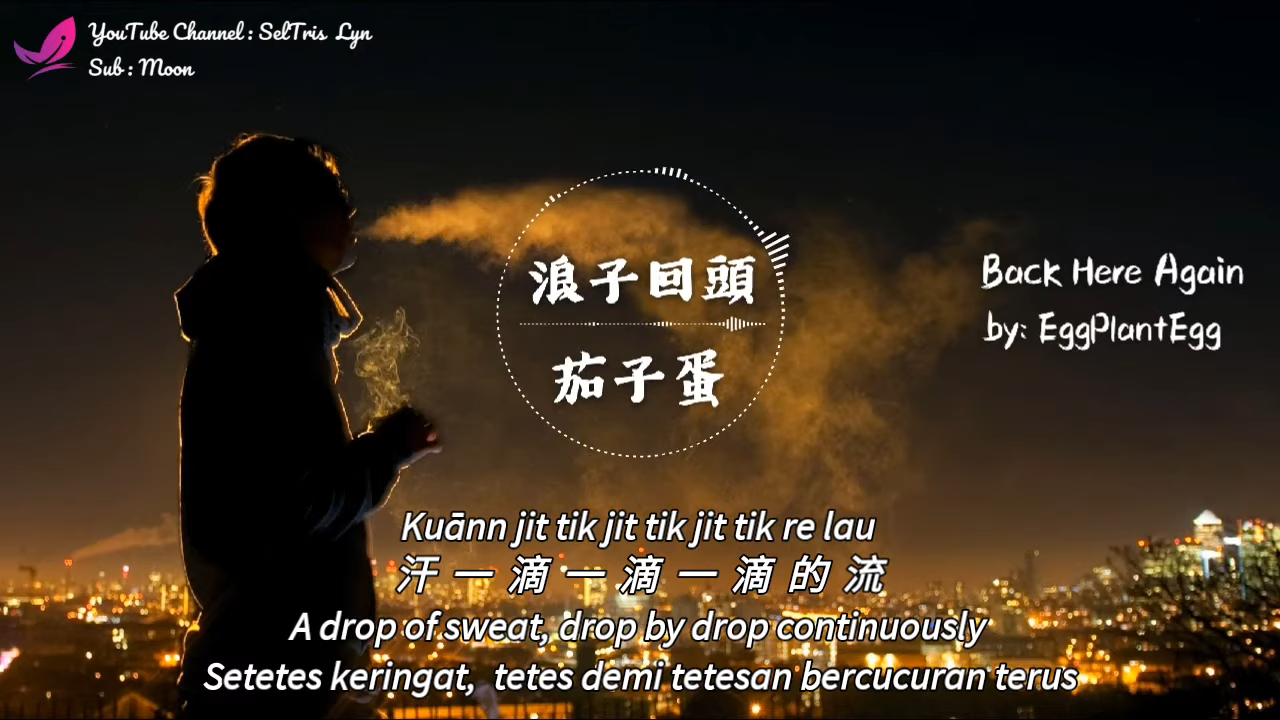 YouTube Channel : SelTris Lyn
Sub : Moon
浪子回頭
茄子蛋
Back Here Again
by: EggPlantEgg
Kuānn jit tik jit tik jit tik re lau
汗 一 滴 一 滴 一 滴 的 流
A drop of sweat, drop by drop continuously
Setetes keringat, tetes demi tetesan bercucuran terus